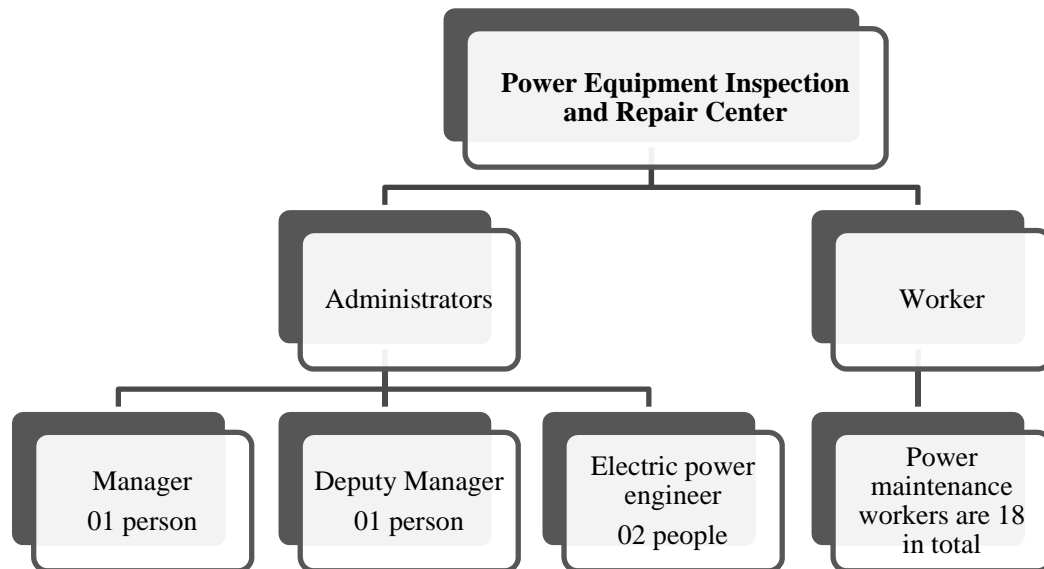 Power Equipment Inspection
and Repair Center
Administrators
Worker
Manager
01 person
Deputy Manager
01 person
Electric power
engineer
02 people
Power
maintenance
workers are 18
in total